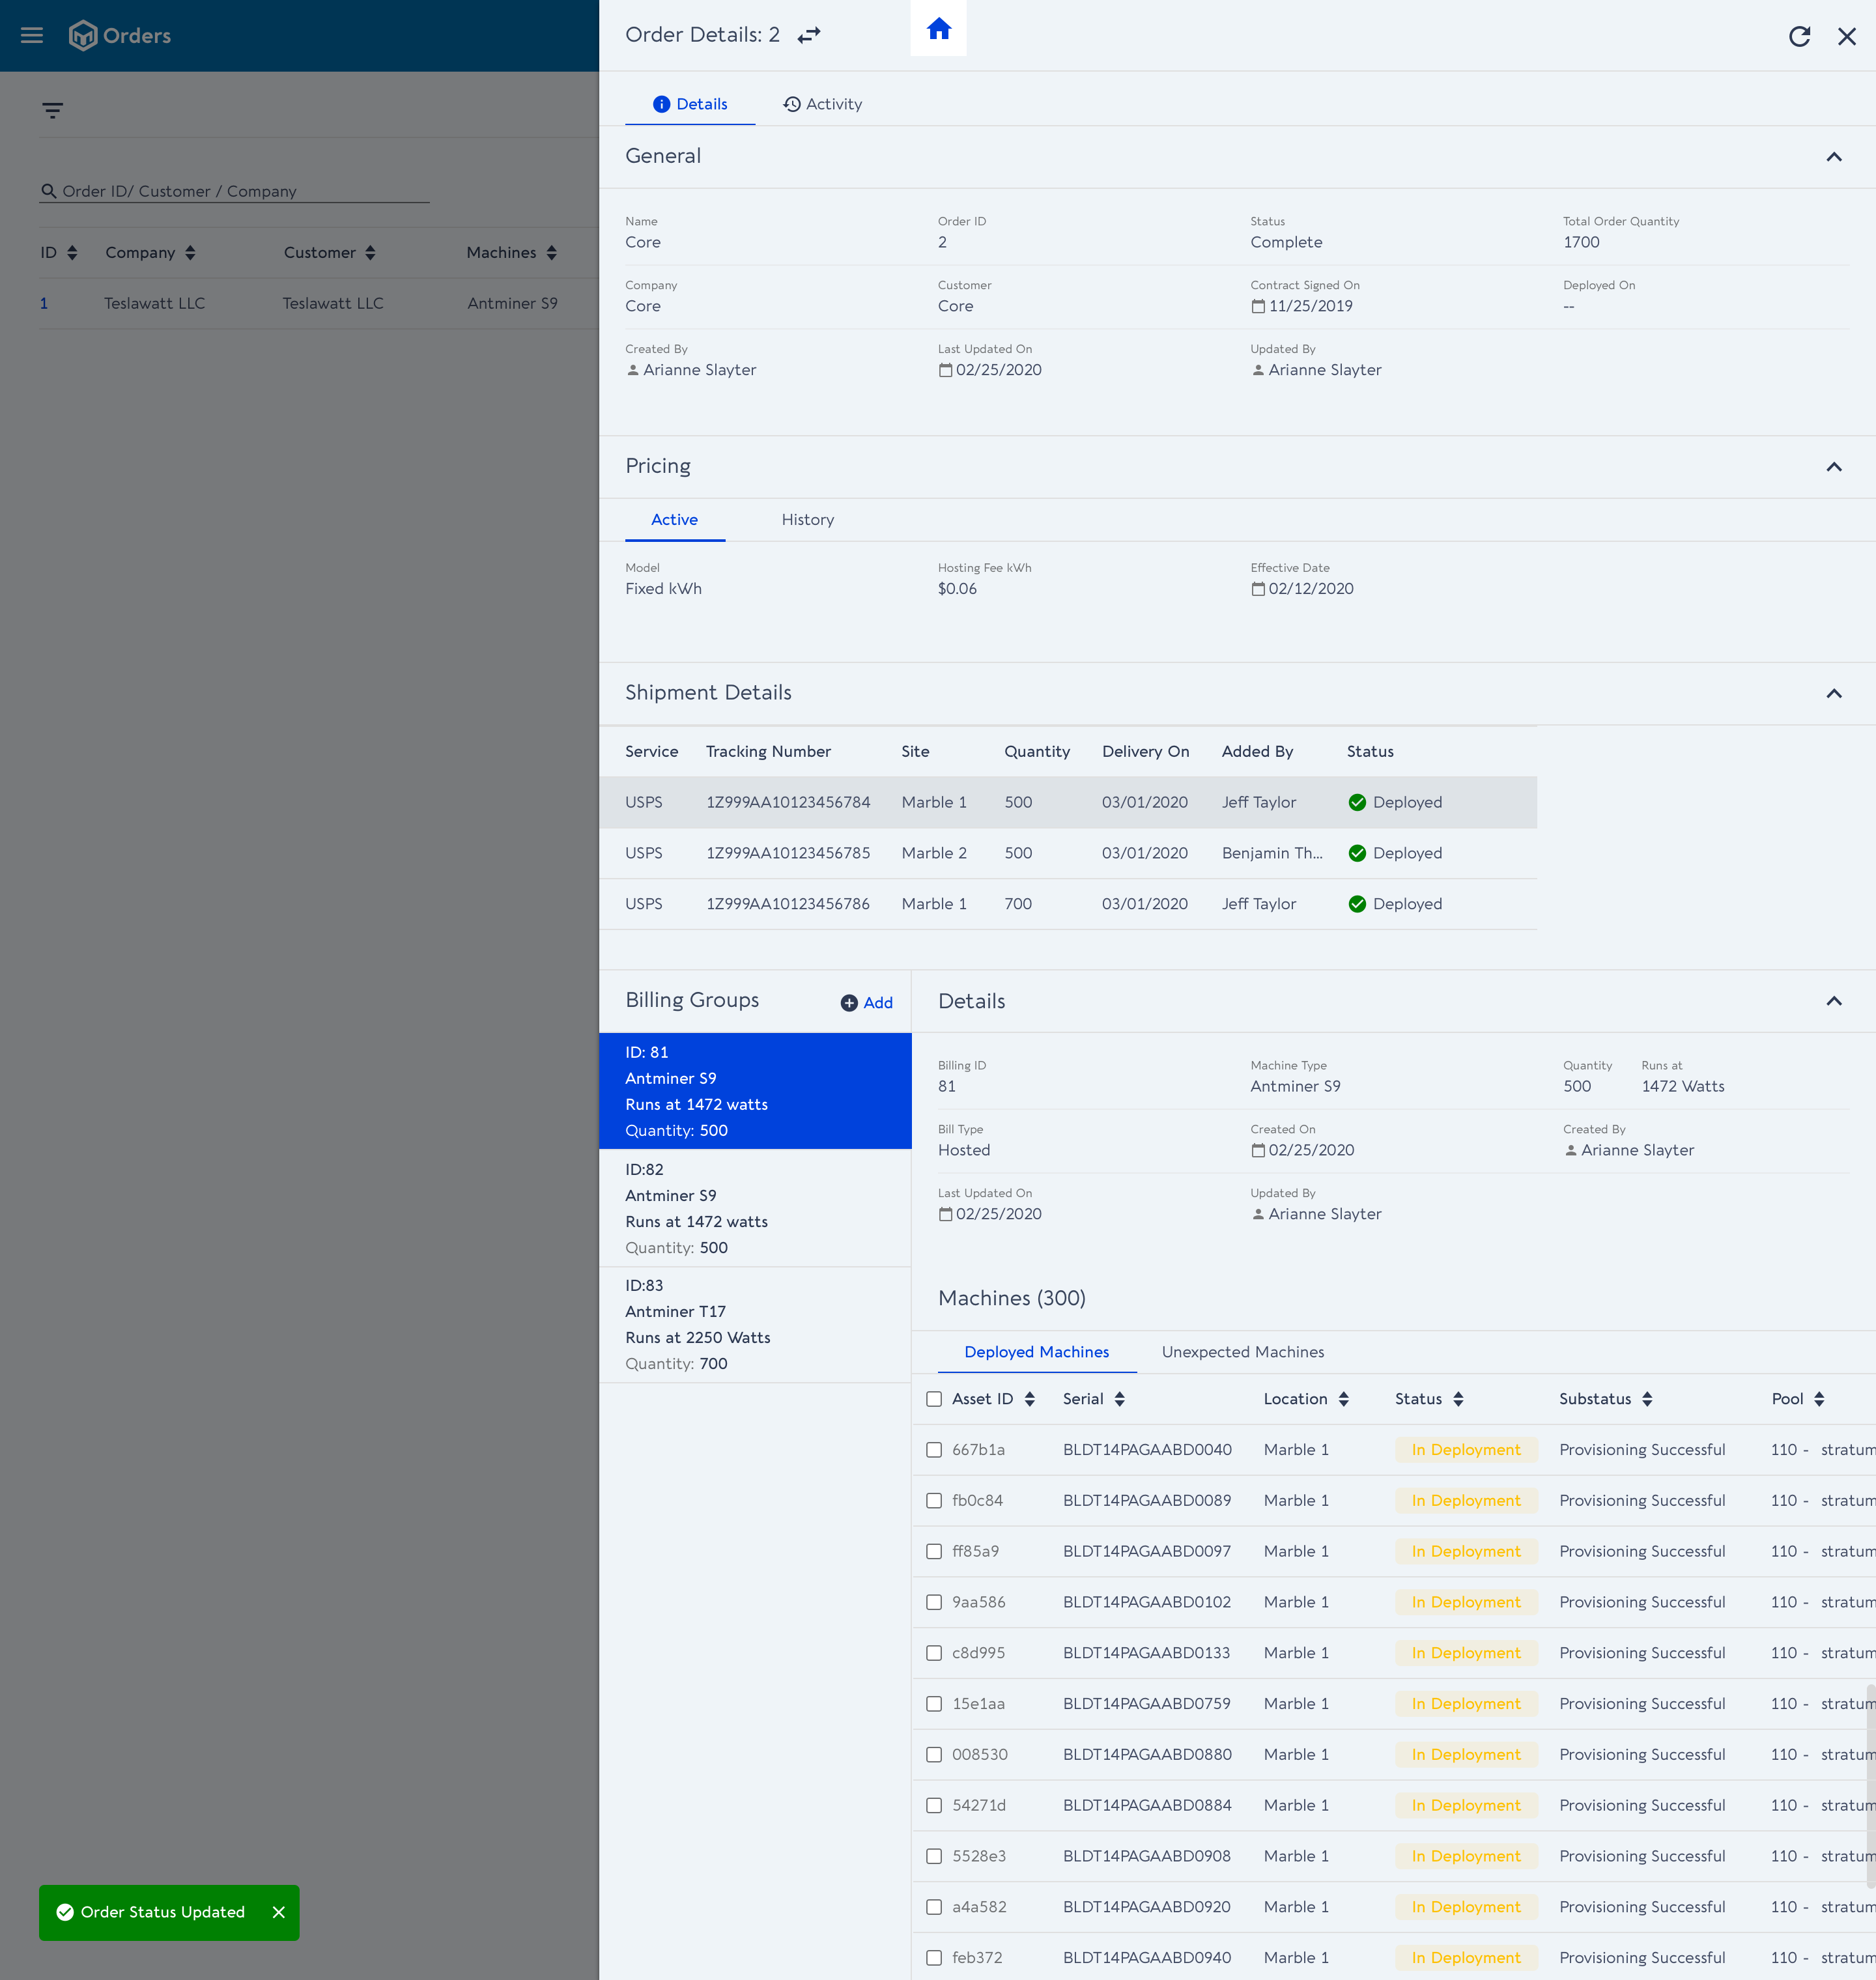 Orders
Order ID/ Customer / Company
ID Company Customer Machines
1 Teslawatt LLC Teslawatt LLC Antminer S9
Order Status Updated
Order Details: 2
Details Activity
General
Name Order ID Status Total Order Quantity
Core 2 Complete 1700
Company Customer Contract Signed On Deployed On
Core Core 11/25/2019 --
Created By Last Updated On Updated By
Arianne Slayter 02/25/2020 Arianne Slayter
Pricing
Active History
Model Hosting Fee kWh Effective Date
Fixed kWh $0.06 02/12/2020
Shipment Details
Service Tracking Number Site Quantity Delivery On Added By Status
USPS 1Z999AA10123456784 Marble 1 500 03/01/2020 Jeff Taylor Deployed
USPS 1Z999AA10123456785 Marble 2 500 03/01/2020 Benjamin Th... Deployed
USPS 1Z999AA10123456786 Marble 1 700 03/01/2020 Jeff Taylor Deployed
Billing Groups Add
ID: 81
Antminer S9
Runs at 1472 watts
Quantity: 500
ID:82
Antminer S9
Runs at 1472 watts
Quantity: 500
ID:83
Antminer T17
Runs at 2250 Watts
Quantity: 700
Details
Billing ID Machine Type Quantity Runs at
81 Antminer S9 500 1472 Watts
Bill Type Created On Created By
Hosted 02/25/2020 Arianne Slayter
Last Updated On Updated By
02/25/2020 Arianne Slayter
Machines (300)
Deployed Machines Unexpected Machines
Asset ID Serial Location Status Substatus Pool
667b1a BLDT14PAGAABD0040 Marble 1 In Deployment Provisioning Successful 110 - stratum
fb0c84 BLDT14PAGAABD0089 Marble 1 In Deployment Provisioning Successful 110 - stratum
ff85a9 BLDT14PAGAABD0097 Marble 1 In Deployment Provisioning Successful 110 - stratum
9aa586 BLDT14PAGAABD0102 Marble 1 In Deployment Provisioning Successful 110 - stratum
c8d995 BLDT14PAGAABD0133 Marble 1 In Deployment Provisioning Successful 110 - stratum
15e1aa BLDT14PAGAABD0759 Marble 1 In Deployment Provisioning Successful 110 - stratum
008530 BLDT14PAGAABD0880 Marble 1 In Deployment Provisioning Successful 110 - stratum
54271d BLDT14PAGAABD0884 Marble 1 In Deployment Provisioning Successful 110 - stratum
5528e3 BLDT14PAGAABD0908 Marble 1 In Deployment Provisioning Successful 110 - stratum
a4a582 BLDT14PAGAABD0920 Marble 1 In Deployment Provisioning Successful 110 - stratum
feb372 BLDT14PAGAABD0940 Marble 1 In Deployment Provisioning Successful 110 - stratum